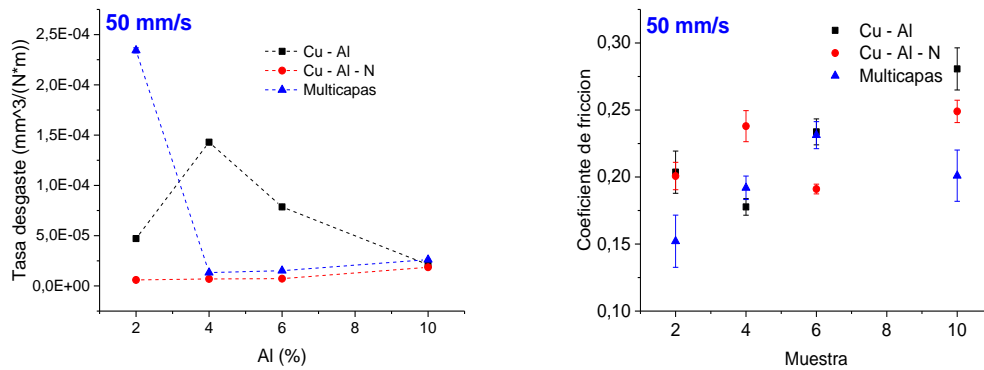 50 mm/s
2,5E-04
2,0E-04
1,5E-04
1,0E-04
5,0E-05
0,0E+00
Tasa desgaste (mm^3/(N*m))
Cu - Al
Cu - Al - N
Multicapas
2 4 6 8 10
Al (%)
50 mm/s
0,30
0,25
0,20
0,15
0,10
Coeficiente de friccion
Cu - Al
Cu - Al - N
Multicapas
2 4 6 8 10
Muestra